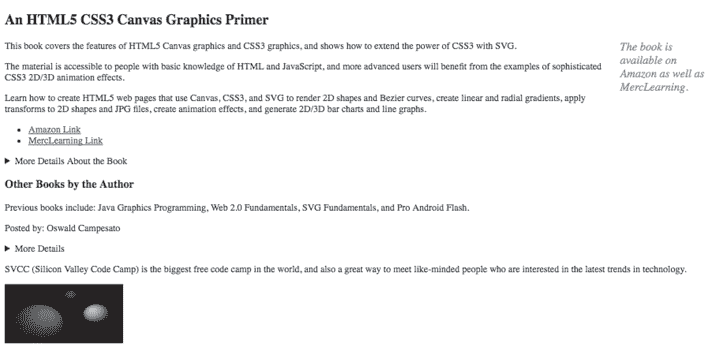 An HTML5 CSS3 Canvas Graphics Primer
This book covers the features of HTML5 Canvas graphics and CSS3 graphics, and shows how to extend the power of CSS3 with SVG.
The material is accessible to people with basic knowledge of HTML and JavaScript, and more advanced users will benefit from the examples of sophisticated
CSS3 2D/3D animation effects.
Learn how to create HTML5 web pages that use Canvas, CSS3, and SVG to render 2D shapes and Bezier curves, create linear and radial gradients, apply
transforms to 2D shapes and JPG files, create animation effects, and generate 2D/3D bar charts and line graphs.
The book is
available on
Amazon as well as
MercLearning.
• Amazon Link
• MercLearning Link
▶ More Details About the Book
Other Books by the Author
Previous books include: Java Graphics Programming, Web 2.0 Fundamentals, SVG Fundamentals, and Pro Android Flash.
Posted by: Oswald Campesato
▶ More Details
SVCC (Silicon Valley Code Camp) is the biggest free code camp in the world, and also a great way to meet like-minded people who are interested in the latest trends in technology.